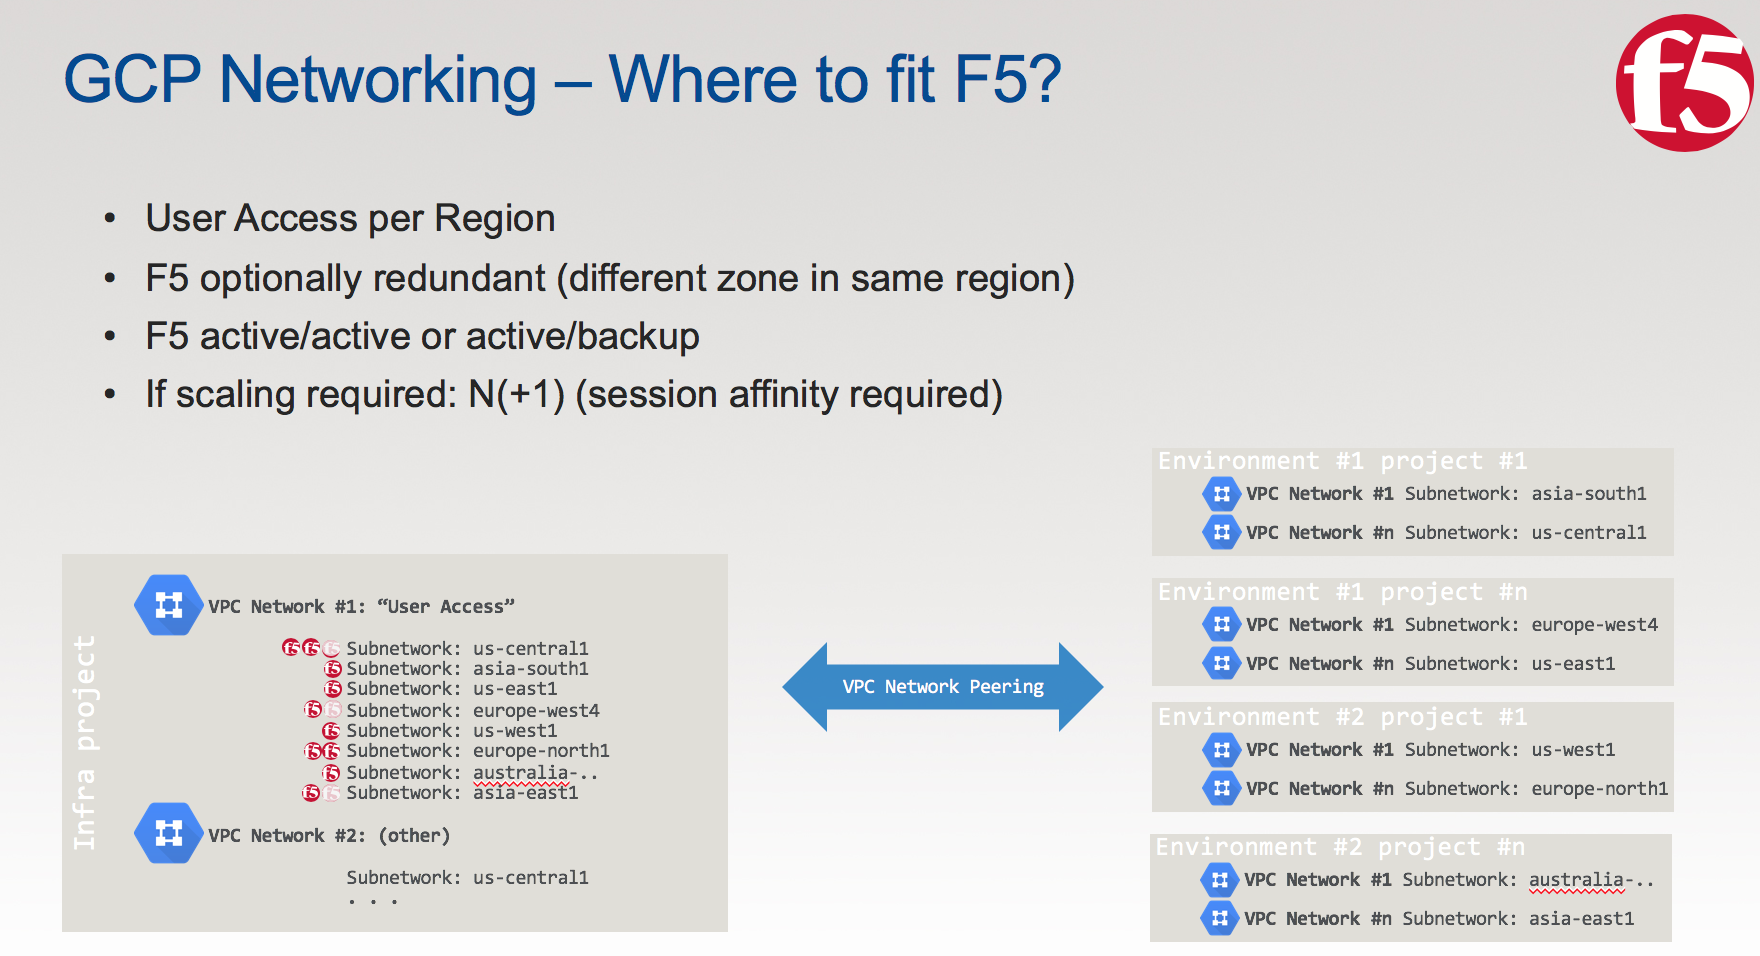 GCP Networking – Where to fit F5?
f5
• User Access per Region
• F5 optionally redundant (different zone in same region)
• F5 active/active or active/backup
• If scaling required: N(+1) (session affinity required)
Infra project
VPC Network #1: “User Access”
f5 f5 f5 Subnetwork: us-central1
f5 Subnetwork: asia-south1
f5 Subnetwork: us-east1
f5 f5 Subnetwork: europe-west4
f5 Subnetwork: us-west1
f5 f5 Subnetwork: europe-north1
f5 Subnetwork: australia-..
f5 f5 Subnetwork: asia-east1
VPC Network #2: (other)
Subnetwork: us-central1
. . .
VPC Network Peering
Environment #1 project #1
VPC Network #1 Subnetwork: asia-south1
VPC Network #n Subnetwork: us-central1
Environment #1 project #n
VPC Network #1 Subnetwork: europe-west4
VPC Network #n Subnetwork: us-east1
Environment #2 project #1
VPC Network #1 Subnetwork: us-west1
VPC Network #n Subnetwork: europe-north1
Environment #2 project #n
VPC Network #1 Subnetwork: australia-..
VPC Network #n Subnetwork: asia-east1